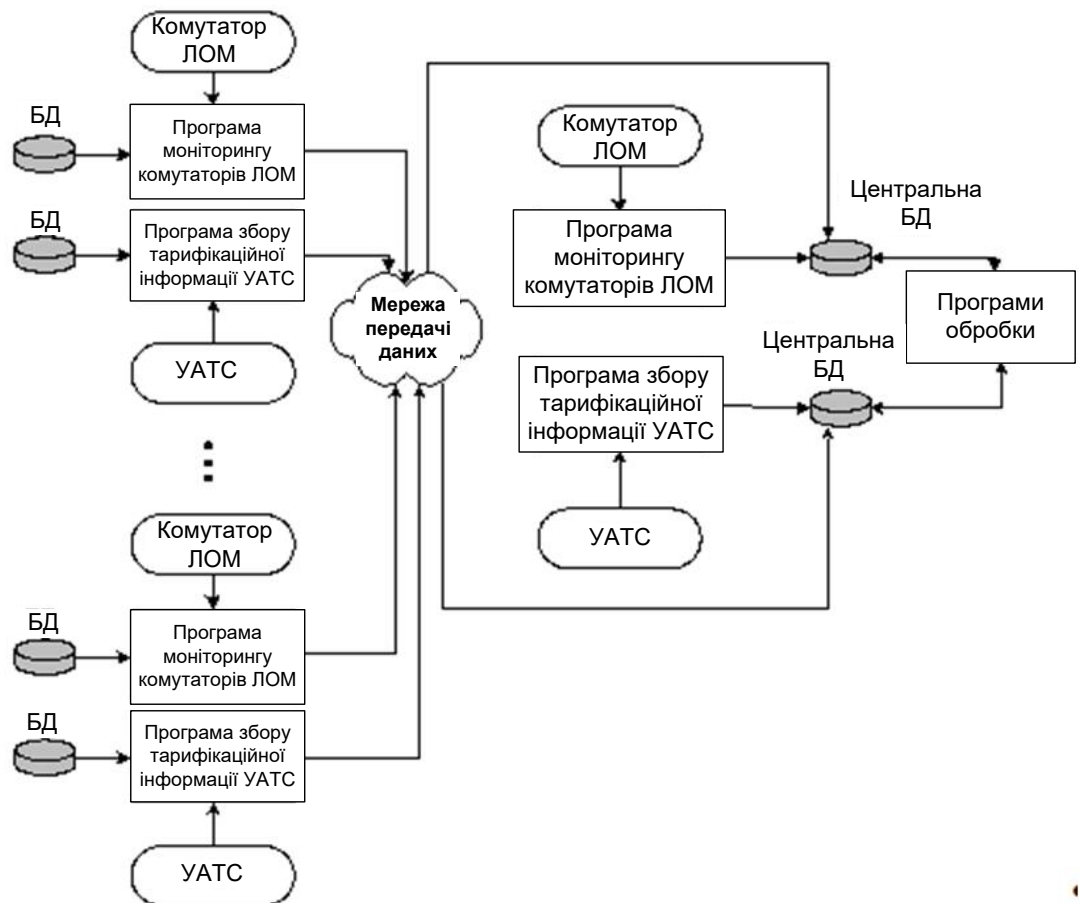 Комутатор
ЛОМ
БД
Програма
моніторингу
комутаторів ЛОМ
БД
Програма збору
тарифікаційної
інформації УАТС
УАТС
Мережа
передачі
даних
Комутатор
ЛОМ
Програма
моніторингу
комутаторів ЛОМ
Центральна
БД
Програми
обробки
Центральна
БД
Програма збору
тарифікаційної
інформації УАТС
УАТС
Комутатор
ЛОМ
БД
Програма
моніторингу
комутаторів ЛОМ
БД
Програма збору
тарифікаційної
інформації УАТС
УАТС